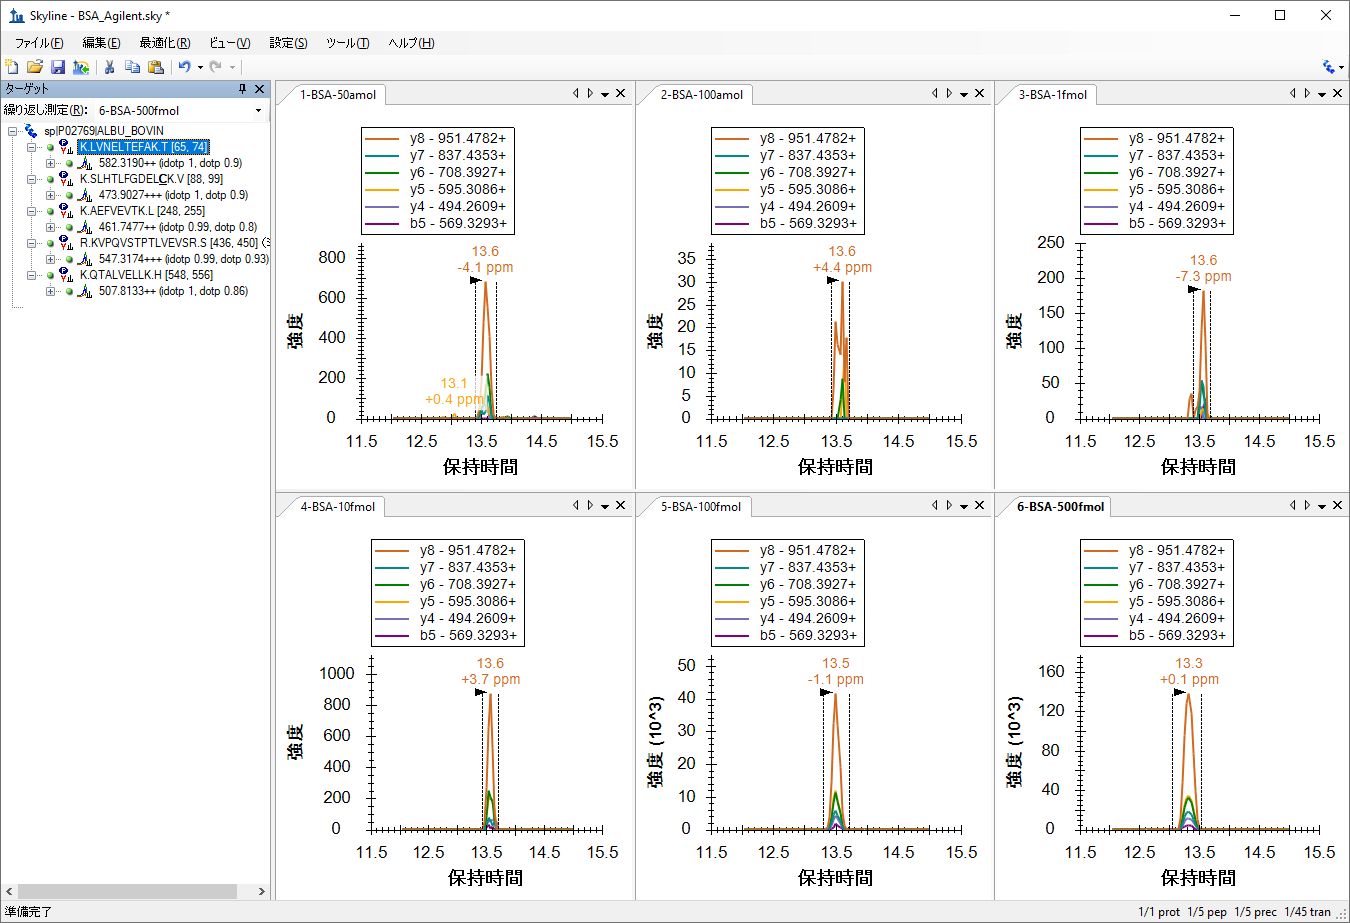 Skyline - BSA_Agilent.sky *
ファイル(F) 編集(E) 最適化(R) ビュー(V) 設定(S) ツール(T) ヘルプ(H)
ターゲット
繰り返し測定(R): 6-BSA-500fmol
sp|P02769|ALBU_BOVIN
K.LVNELTEFAK.T [65, 74]
582.3190++ (idotp 1, dotp 0.9)
K.SLHTLFGDELCK.V [88, 99]
473.9027+++ (idotp 1, dotp 0.9)
K.AEFVEVTK.L [248, 255]
461.7477++ (idotp 0.99, dotp 0.8)
R.KVPQVSTPTLVEVSR.S [436, 450]
547.3174+++ (idotp 0.99, dotp 0.93)
K.QTALVELLK.H [548, 556]
507.8133++ (idotp 1, dotp 0.86)
1-BSA-50amol
y8 - 951.4782+
y7 - 837.4353+
y6 - 708.3927+
y5 - 595.3086+
y4 - 494.2609+
b5 - 569.3293+
13.6
-4.1 ppm
13.1
+0.4 ppm
強度
800
600
400
200
0
11.5 12.5 13.5 14.5 15.5
保持時間
2-BSA-100amol
y8 - 951.4782+
y7 - 837.4353+
y6 - 708.3927+
y5 - 595.3086+
y4 - 494.2609+
b5 - 569.3293+
13.6
+4.4 ppm
強度
35
30
25
20
15
10
5
0
11.5 12.5 13.5 14.5 15.5
保持時間
3-BSA-1fmol
y8 - 951.4782+
y7 - 837.4353+
y6 - 708.3927+
y5 - 595.3086+
y4 - 494.2609+
b5 - 569.3293+
13.6
-7.3 ppm
強度
250
200
150
100
50
0
11.5 12.5 13.5 14.5 15.5
保持時間
4-BSA-10fmol
y8 - 951.4782+
y7 - 837.4353+
y6 - 708.3927+
y5 - 595.3086+
y4 - 494.2609+
b5 - 569.3293+
13.6
+3.7 ppm
強度
1000
800
600
400
200
0
11.5 12.5 13.5 14.5 15.5
保持時間
5-BSA-100fmol
y8 - 951.4782+
y7 - 837.4353+
y6 - 708.3927+
y5 - 595.3086+
y4 - 494.2609+
b5 - 569.3293+
13.5
-1.1 ppm
強度 (10^3)
50
40
30
20
10
0
11.5 12.5 13.5 14.5 15.5
保持時間
6-BSA-500fmol
y8 - 951.4782+
y7 - 837.4353+
y6 - 708.3927+
y5 - 595.3086+
y4 - 494.2609+
b5 - 569.3293+
13.3
+0.1 ppm
強度 (10^3)
160
120
80
40
0
11.5 12.5 13.5 14.5 15.5
保持時間
準備完了
1/1 prot 1/5 pep 1/5 prec 1/45 tran